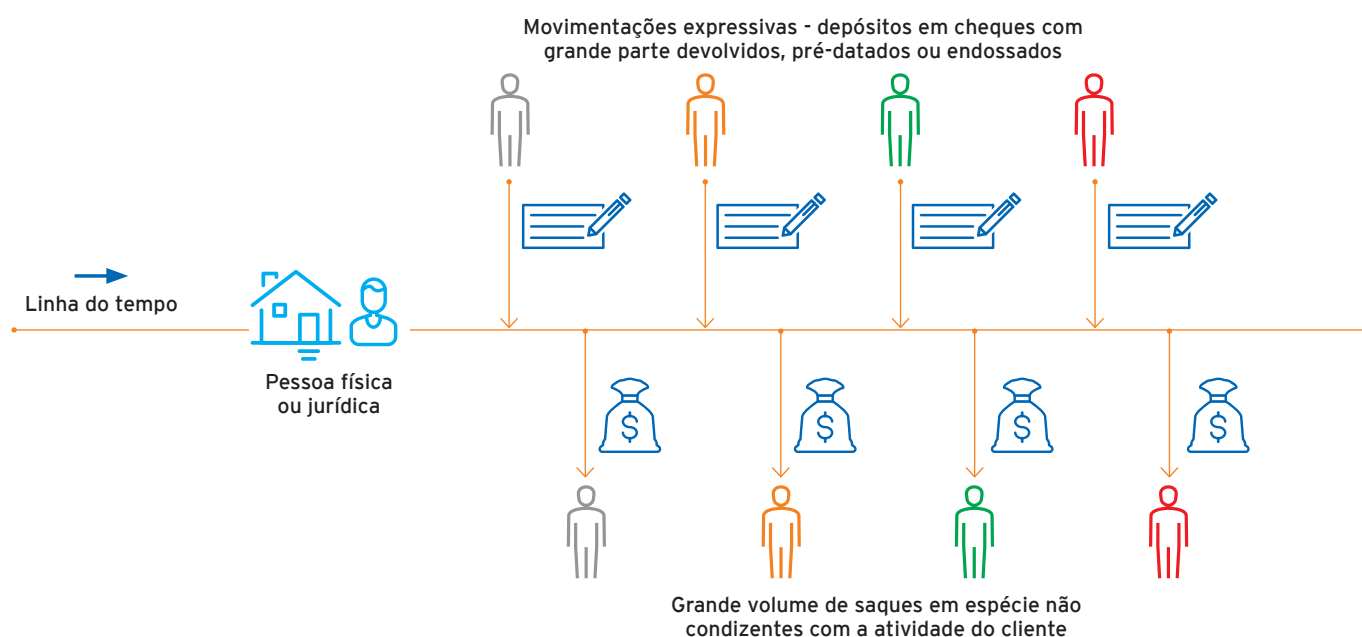 Movimentações expressivas - depósitos em cheques com
grande parte devolvidos, pré-datados ou endossados
Linha do tempo
Pessoa física
ou jurídica
$
$
$
$
Grande volume de saques em espécie não
condizentes com a atividade do cliente